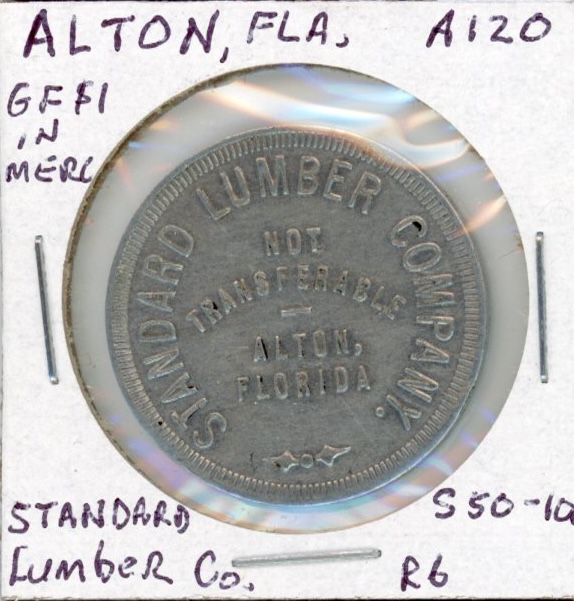 ALTON, FLA. A120
GF $1
IN
MERC
STANDARD LUMBER COMPANY.
NOT
TRANSFERABLE
ALTON,
FLORIDA
STANDARD S50-10
Lumber Co. R6